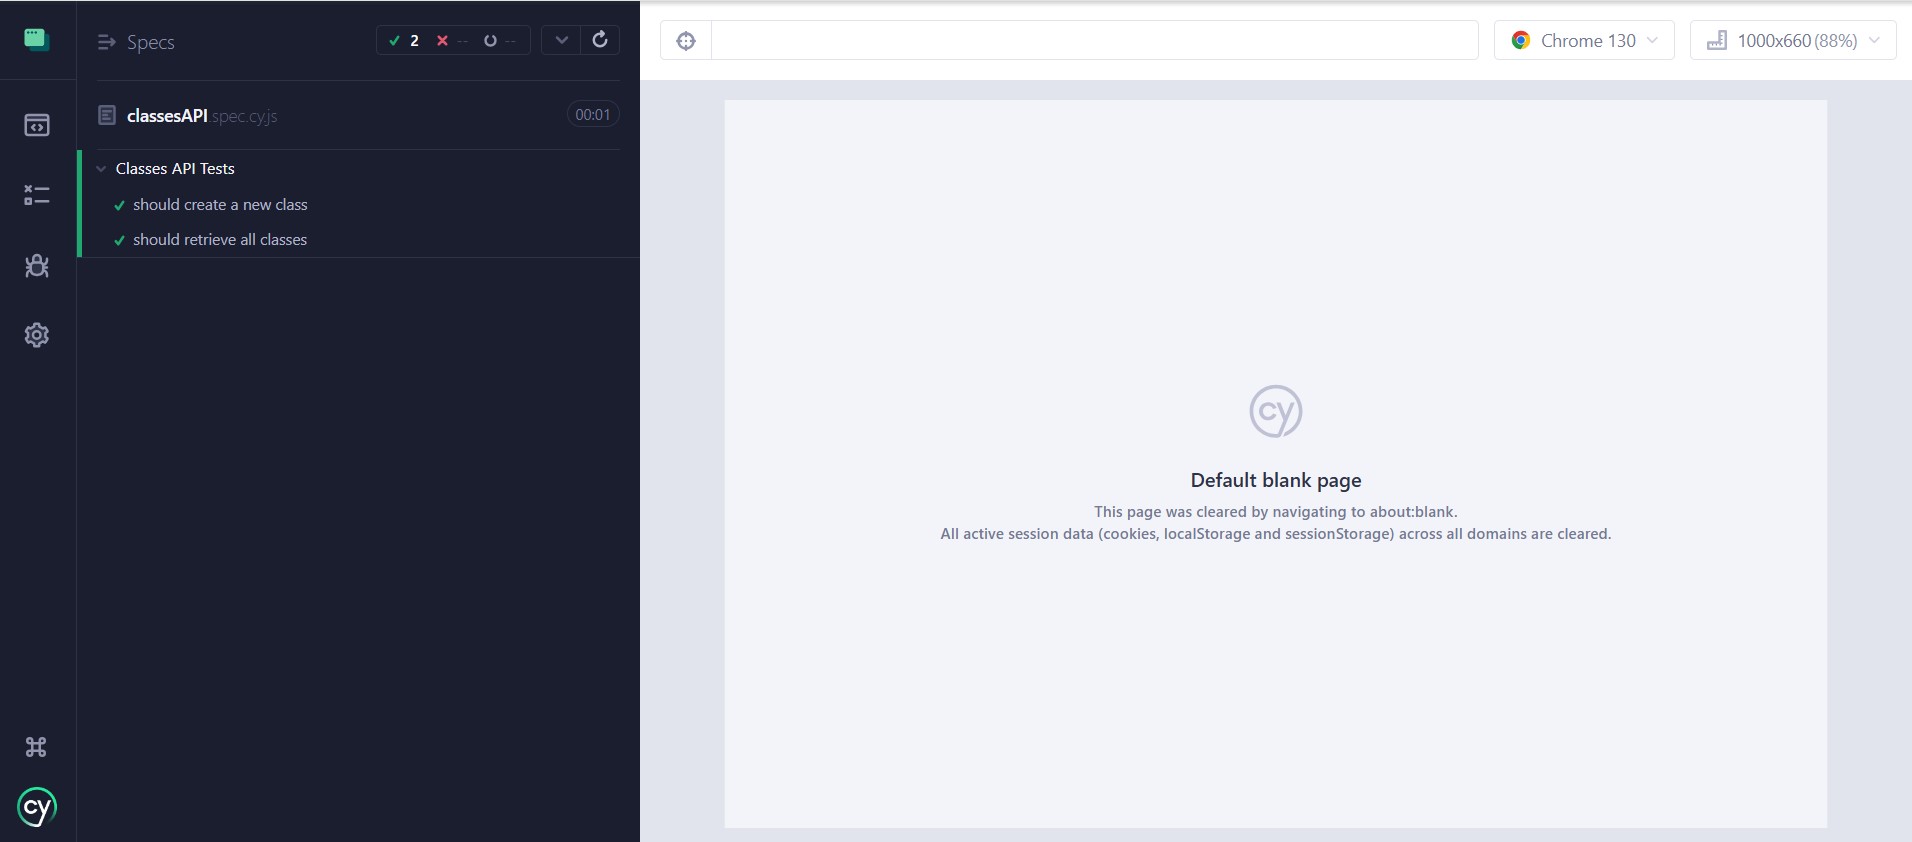 Specs
2 -- --
classesAPI.spec.cy.js 00:01
Classes API Tests
should create a new class
should retrieve all classes
cy
Chrome 130
1000x660 (88%)
cy
Default blank page
This page was cleared by navigating to about:blank.
All active session data (cookies, localStorage and sessionStorage) across all domains are cleared.